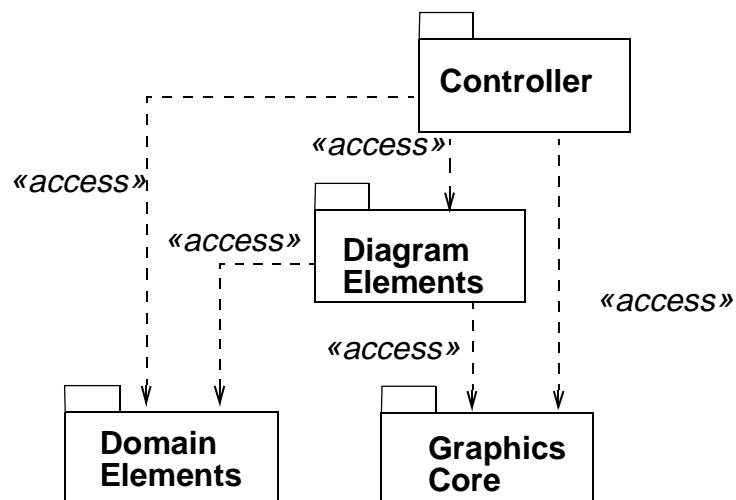 Controller
«access»
«access»
«access»
Diagram
Elements
«access»
«access»
Domain
Elements
Graphics
Core